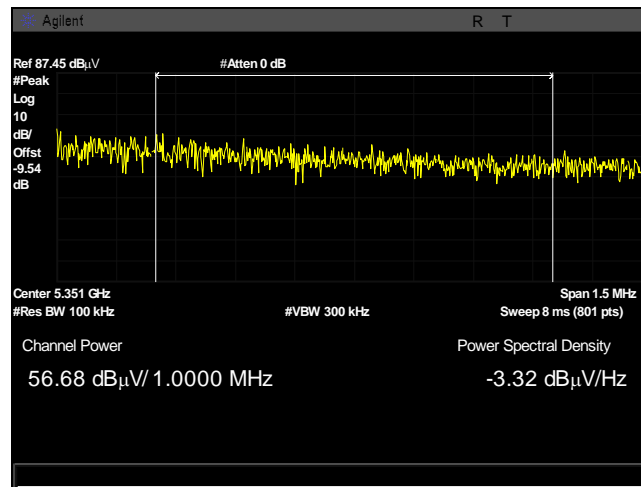 Agilent R T
Ref 87.45 dBμV #Atten 0 dB
#Peak
Log
10
dB/
Offst
-9.54
dB
Center 5.351 GHz Span 1.5 MHz
#Res BW 100 kHz #VBW 300 kHz Sweep 8 ms (801 pts)
Channel Power Power Spectral Density
56.68 dBμV/ 1.0000 MHz -3.32 dBμV/Hz